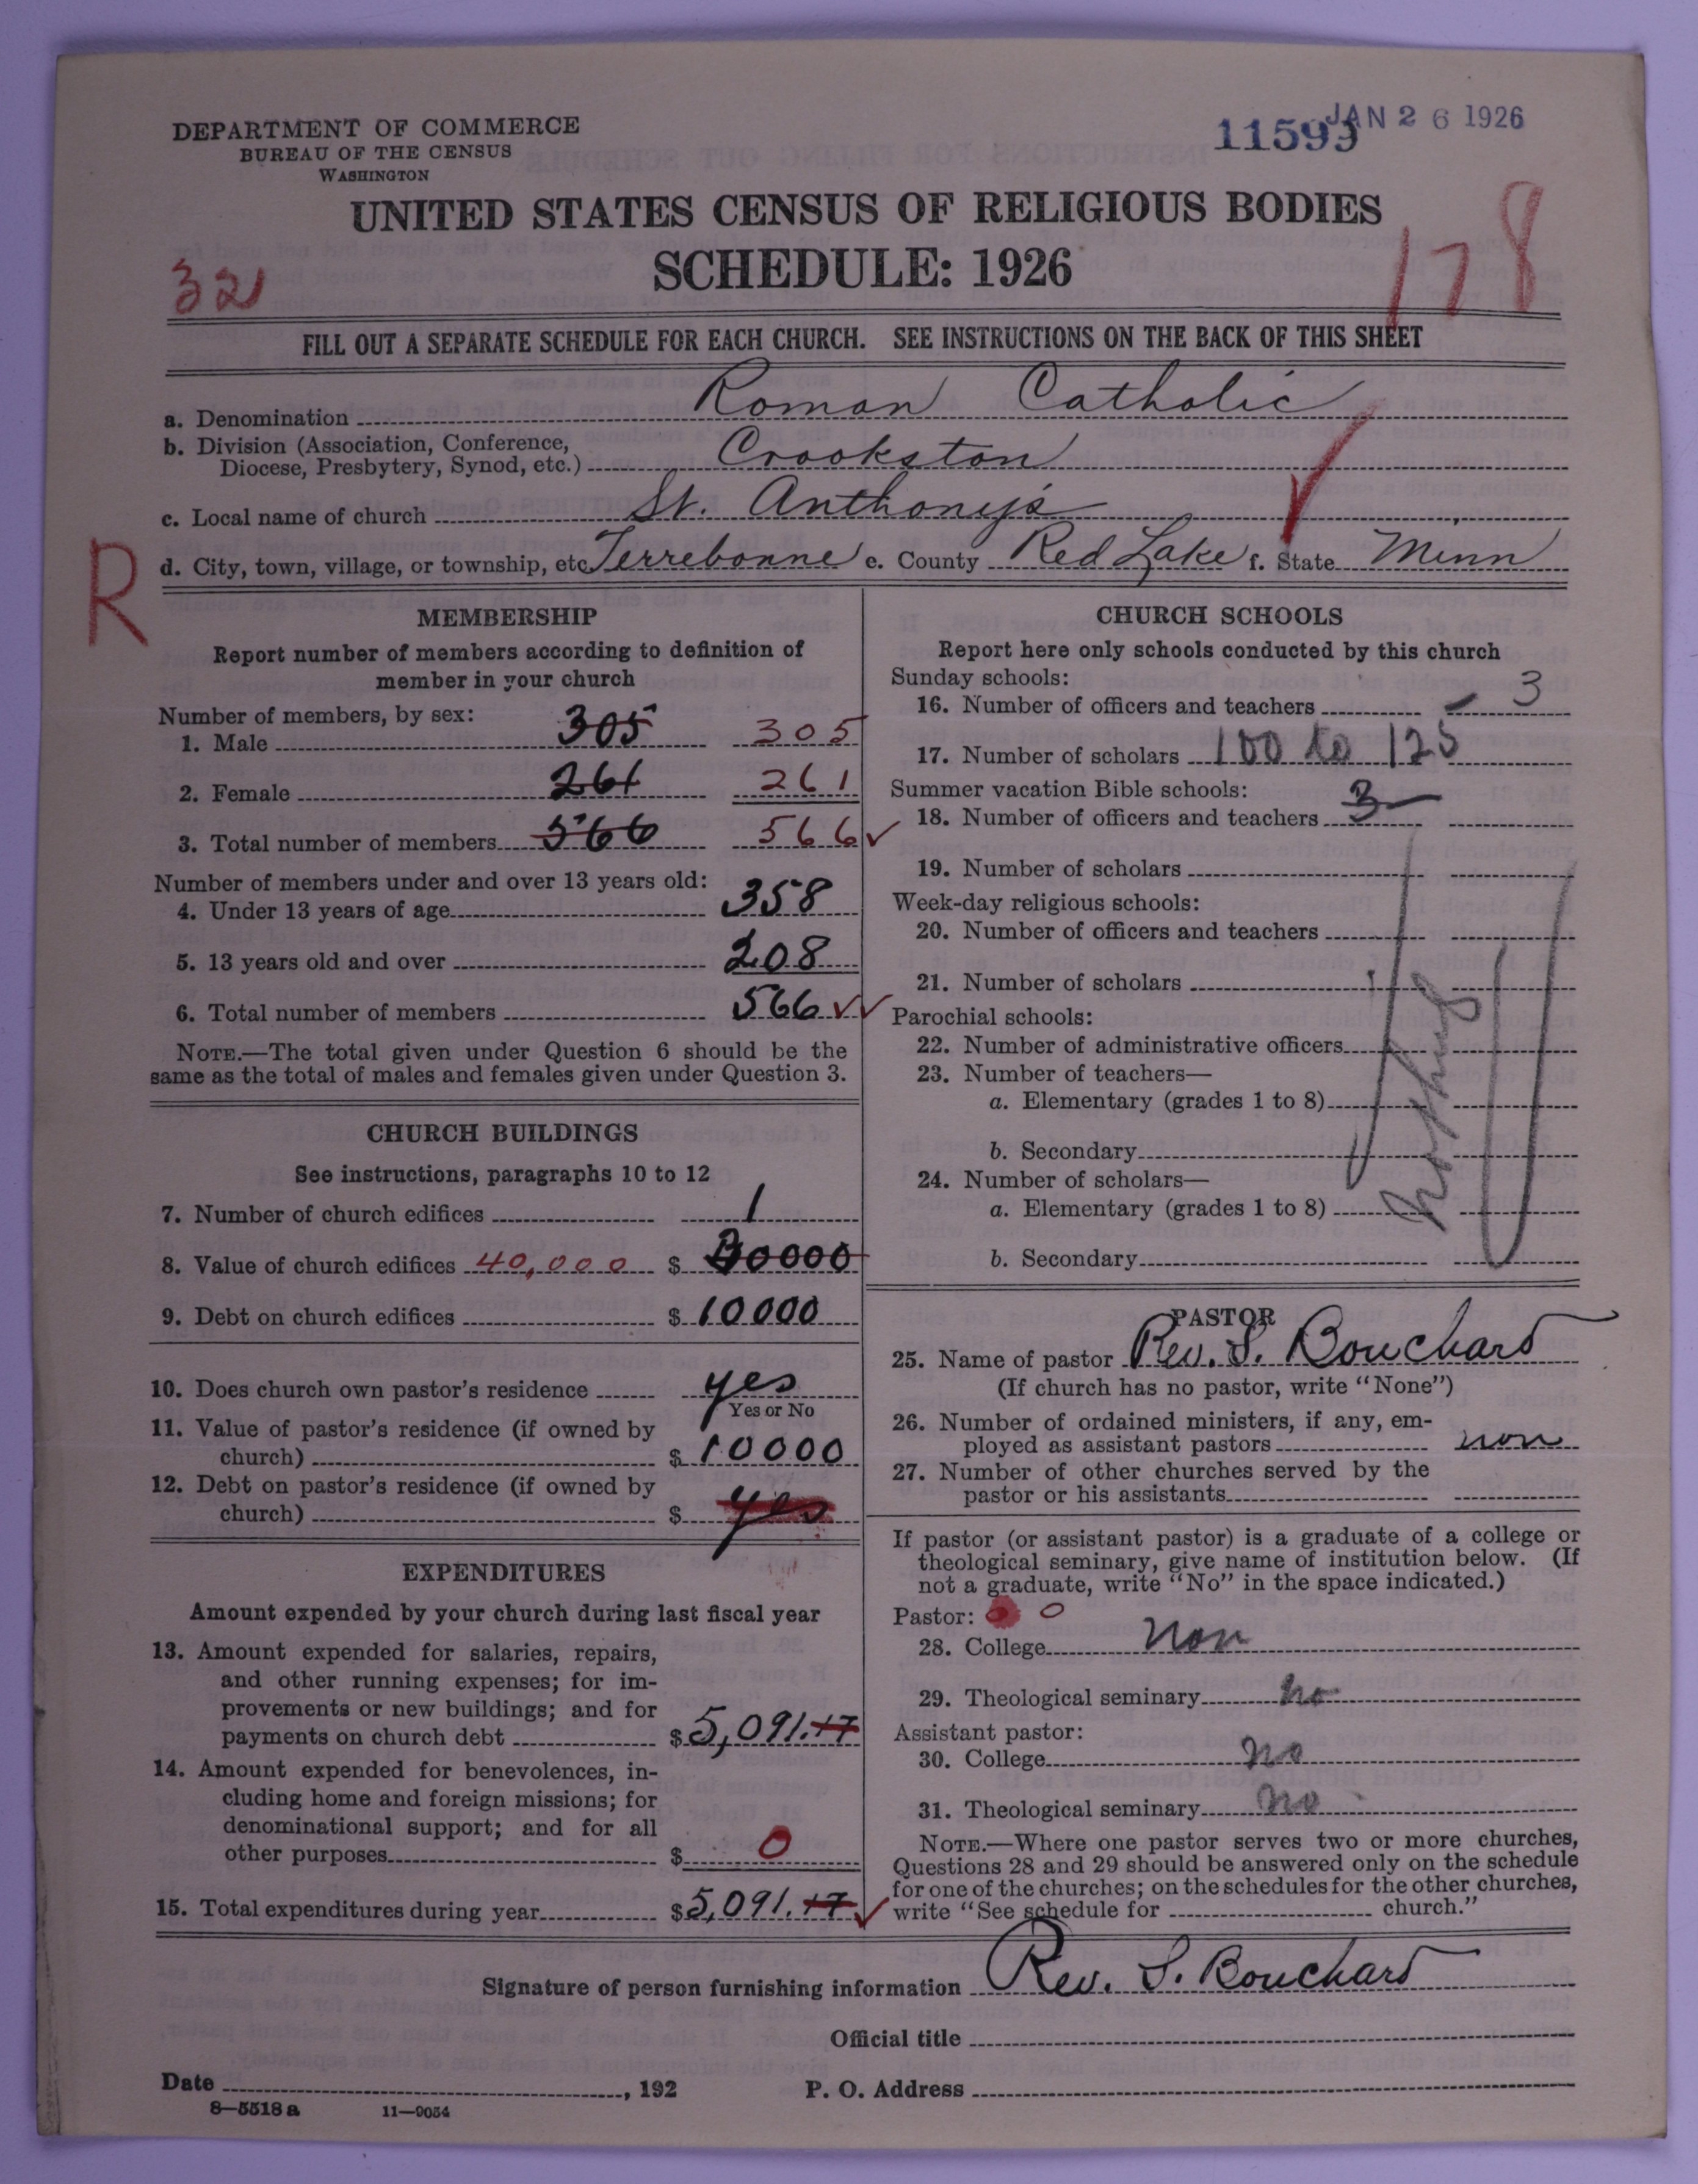 DEPARTMENT OF COMMERCE
BUREAU OF THE CENSUS
WASHINGTON
11599
JAN 26 1926
UNITED STATES CENSUS OF RELIGIOUS BODIES
SCHEDULE: 1926
32
178
FILL OUT A SEPARATE SCHEDULE FOR EACH CHURCH. SEE INSTRUCTIONS ON THE BACK OF THIS SHEET
a. Denomination Roman Catholic
b. Division (Association, Conference,
Diocese, Presbytery, Synod, etc.) Crookston
c. Local name of church St. Anthony's
d. City, town, village, or township, etc. Terrebonne e. County Red Lake f. State Minn
R
MEMBERSHIP
Report number of members according to definition of
member in your church
Number of members, by sex:
1. Male 305 305
2. Female 261 261
3. Total number of members 566 566 ✓
Number of members under and over 13 years old:
4. Under 13 years of age 358
5. 13 years old and over 208
6. Total number of members 566 ✓✓
NOTE.—The total given under Question 6 should be the
same as the total of males and females given under Question 3.
CHURCH BUILDINGS
See instructions, paragraphs 10 to 12
7. Number of church edifices 1
8. Value of church edifices 40,000 $ 0000
9. Debt on church edifices $ 10000
10. Does church own pastor's residence yes
Yes or No
11. Value of pastor's residence (if owned by
church) $ 10000
12. Debt on pastor's residence (if owned by
church) $ yes
EXPENDITURES
Amount expended by your church during last fiscal year
13. Amount expended for salaries, repairs,
and other running expenses; for im-
provements or new buildings; and for
payments on church debt $ 5,091.17
14. Amount expended for benevolences, in-
cluding home and foreign missions; for
denominational support; and for all
other purposes $ 0
15. Total expenditures during year $ 5,091.17 ✓
CHURCH SCHOOLS
Report here only schools conducted by this church
Sunday schools:
16. Number of officers and teachers 3
17. Number of scholars 100 to 125
Summer vacation Bible schools:
18. Number of officers and teachers 3
19. Number of scholars
Week-day religious schools:
20. Number of officers and teachers
21. Number of scholars
Parochial schools:
22. Number of administrative officers
23. Number of teachers—
a. Elementary (grades 1 to 8)
b. Secondary
24. Number of scholars—
a. Elementary (grades 1 to 8)
b. Secondary
PASTOR
25. Name of pastor Rev. S. Bouchard
(If church has no pastor, write "None")
26. Number of ordained ministers, if any, em-
ployed as assistant pastors non
27. Number of other churches served by the
pastor or his assistants
If pastor (or assistant pastor) is a graduate of a college or
theological seminary, give name of institution below. (If
not a graduate, write "No" in the space indicated.)
Pastor: 0
28. College non
29. Theological seminary no
Assistant pastor:
30. College no
31. Theological seminary no
NOTE.—Where one pastor serves two or more churches,
Questions 28 and 29 should be answered only on the schedule
for one of the churches; on the schedules for the other churches,
write "See schedule for church."
Signature of person furnishing information Rev. S. Bouchard
Official title
Date , 192
P. O. Address
8—5518 a 11—9054